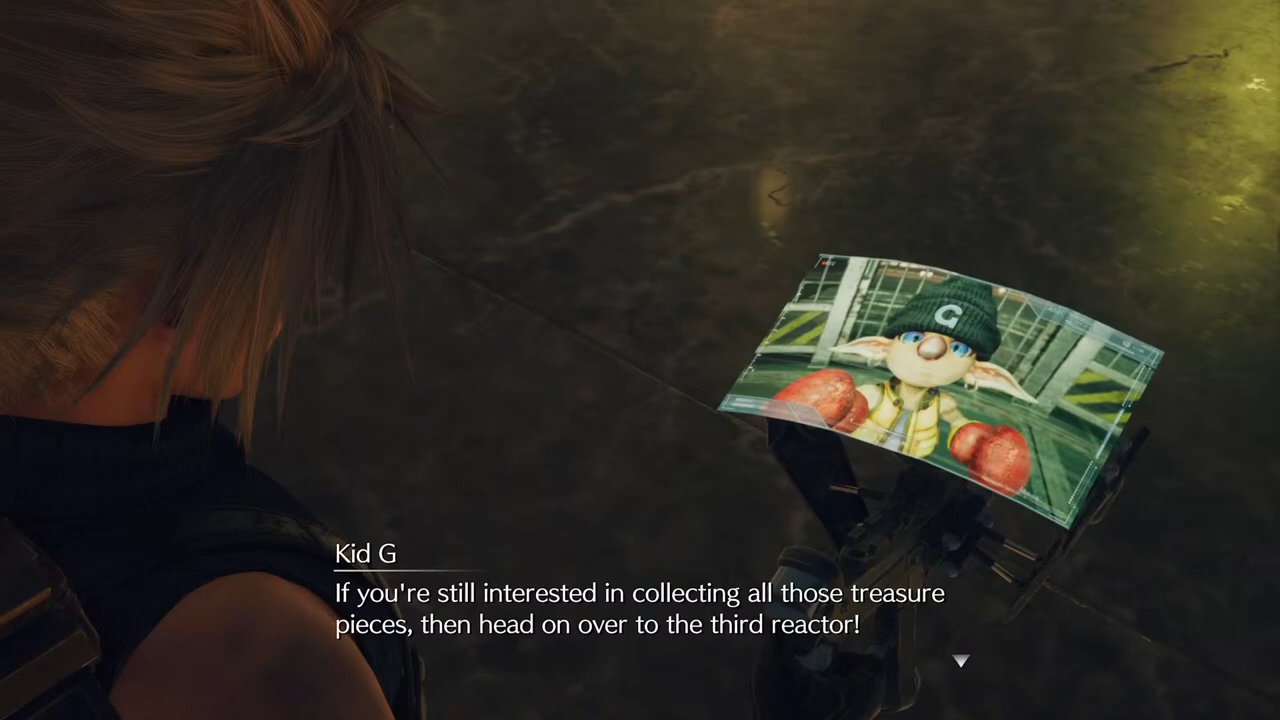 G
Kid G
If you're still interested in collecting all those treasure
pieces, then head on over to the third reactor!